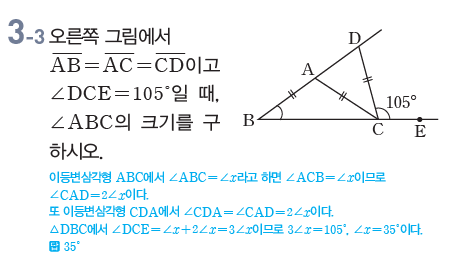 3-3 오른쪽 그림에서
AB=AC=CD이고
∠DCE=105°일 때,
∠ABC의 크기를 구
하시오.
D
A
105°
B
C
E
이등변삼각형 ABC에서 ∠ABC=∠x라고 하면 ∠ACB=∠x이므로
∠CAD=2∠x이다.
또 이등변삼각형 CDA에서 ∠CDA=∠CAD=2∠x이다.
△DBC에서 ∠DCE=∠x+2∠x=3∠x이므로 3∠x=105°, ∠x=35°이다.
답 35°